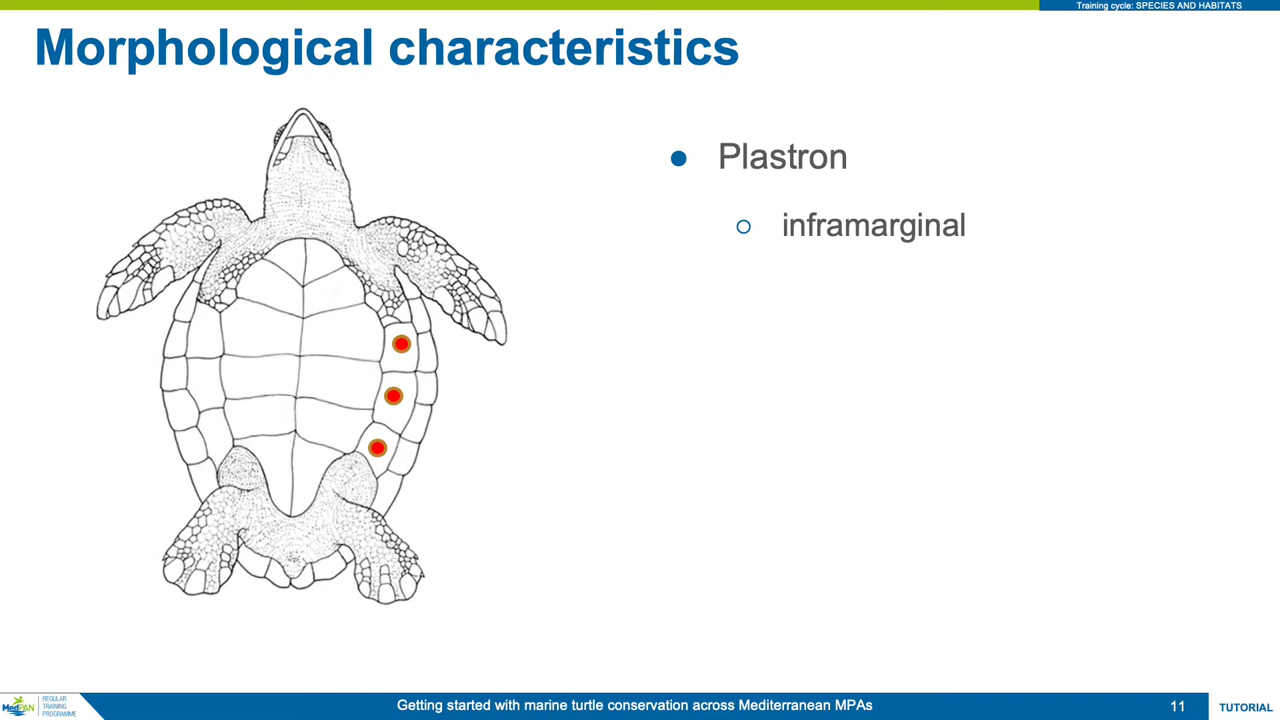 Training cycle: SPECIES AND HABITATS
Morphological characteristics
Plastron
inframarginal
MedPAN
REGULAR
TRAINING
PROGRAMME
Getting started with marine turtle conservation across Mediterranean MPAs
11
TUTORIAL